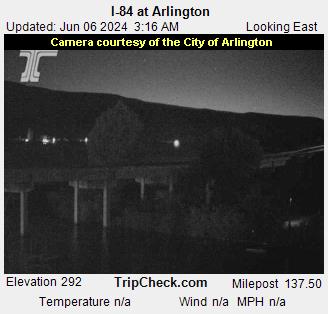 I-84 at Arlington
Updated: Jun 06 2024 3:16 AM Looking East
Camera courtesy of the City of Arlington
Elevation 292 TripCheck.com Milepost 137.50
Temperature n/a Wind n/a MPH n/a